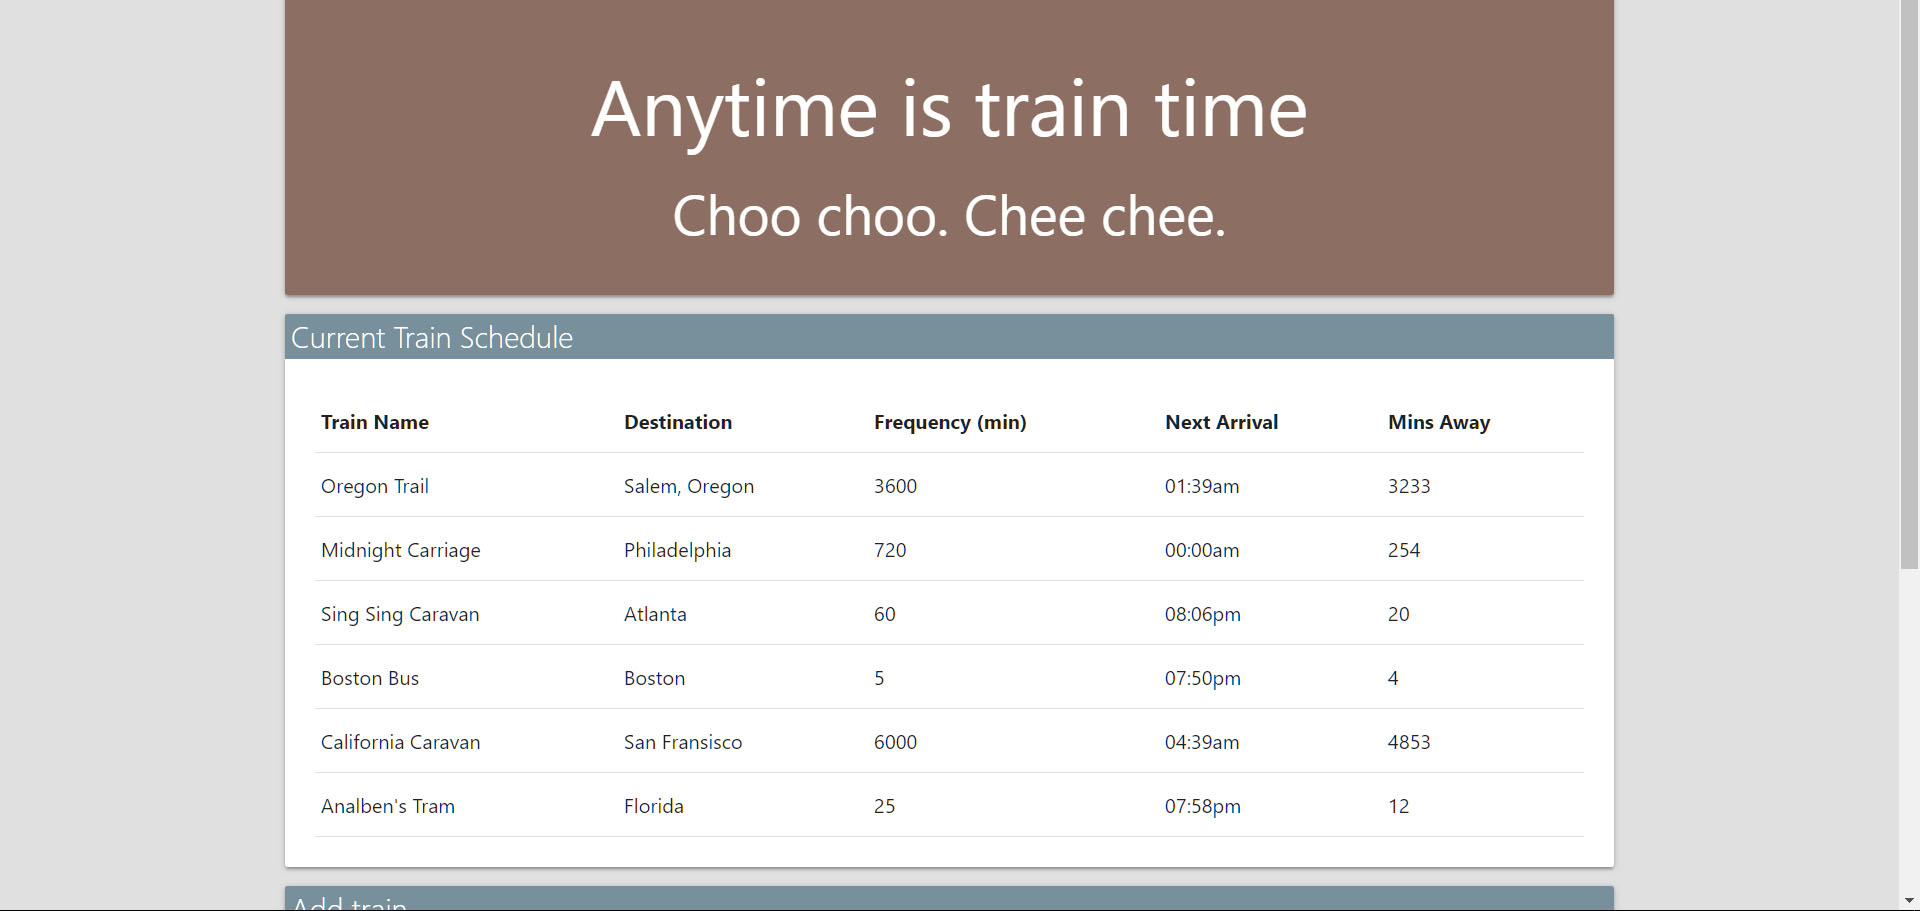 Anytime is train time
Choo choo. Chee chee.
Current Train Schedule
Train Name Destination Frequency (min) Next Arrival Mins Away
Oregon Trail Salem, Oregon 3600 01:39am 3233
Midnight Carriage Philadelphia 720 00:00am 254
Sing Sing Caravan Atlanta 60 08:06pm 20
Boston Bus Boston 5 07:50pm 4
California Caravan San Fransisco 6000 04:39am 4853
Analben's Tram Florida 25 07:58pm 12
Add train